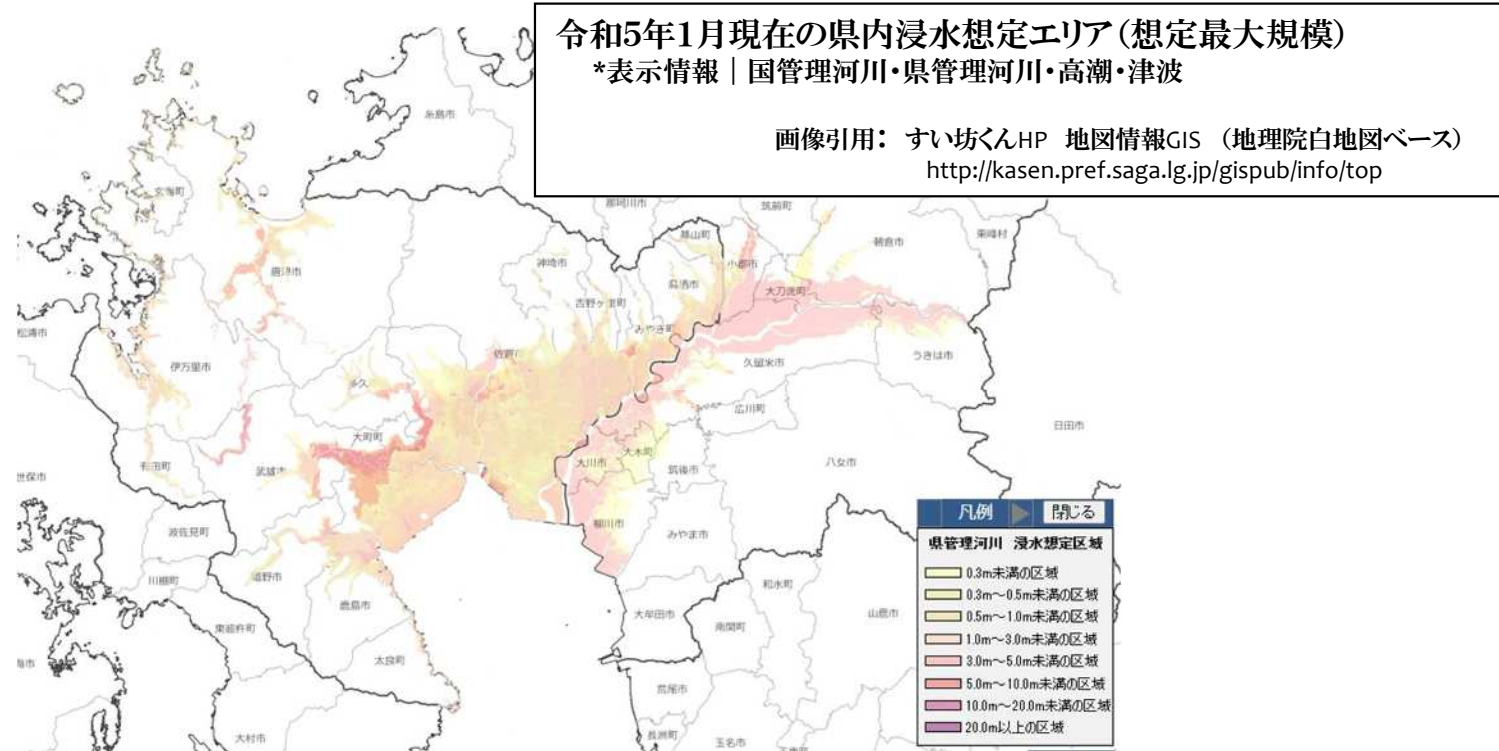 令和5年1月現在の県内浸水想定エリア(想定最大規模)
*表示情報|国管理河川・県管理河川・高潮・津波
画像引用: すい坊くんHP 地図情報GIS (地理院白地図ベース)
http://kasen.pref.saga.lg.jp/gispub/info/top
糸島市
玄海町
那珂川市
筑前町
基山町
朝倉市
東峰村
小郡市
唐津市
神埼市
鳥栖市
大刀洗町
吉野ヶ里町
みやき町
松浦市
佐賀
久留米市
うきは市
伊万里市
多久
広川町
日田市
大町町
大木町
有田町
武雄市
大川市
筑後市
八女市
世保市
柳川市
波佐見町
みやま市
川棚町
嬉野市
和水町
鹿島市
大牟田市
山鹿市
東彼杵町
南関町
太良町
荒尾市
大村市
長洲町
玉名市
凡例
閉じる
県管理河川 浸水想定区域
0.3m未満の区域
0.3m～0.5m未満の区域
0.5m～1.0m未満の区域
1.0m～3.0m未満の区域
3.0m～5.0m未満の区域
5.0m～10.0m未満の区域
10.0m～20.0m未満の区域
20.0m以上の区域